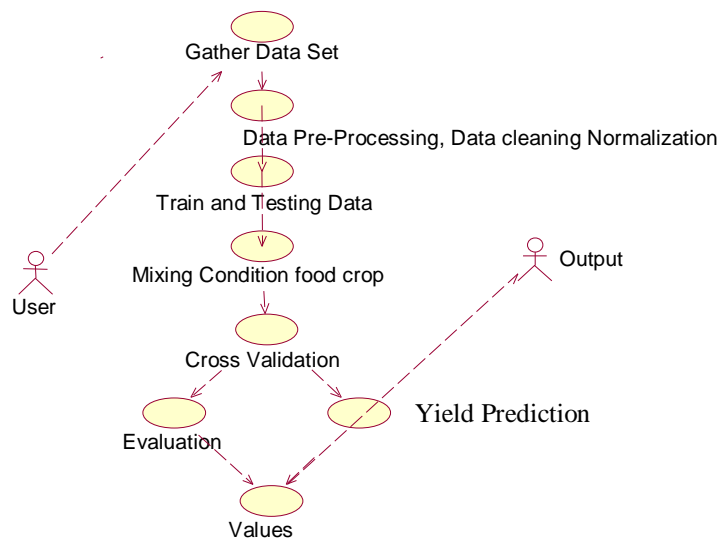 Gather Data Set
Data Pre-Processing, Data cleaning Normalization
Train and Testing Data
Mixing Condition food crop
Output
User
Cross Validation
Yield Prediction
Evaluation
Values